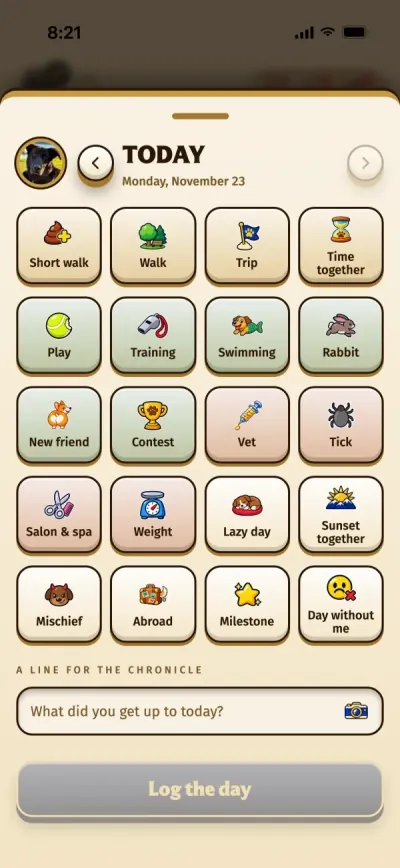 8:21
TODAY
Monday, November 23
Short walk
Walk
Trip
Time
together
Play
Training
Swimming
Rabbit
New friend
Contest
Vet
Tick
Salon & spa
Weight
Lazy day
Sunset
together
Mischief
Abroad
Milestone
Day without
me
A LINE FOR THE CHRONICLE
What did you get up to today?
Log the day